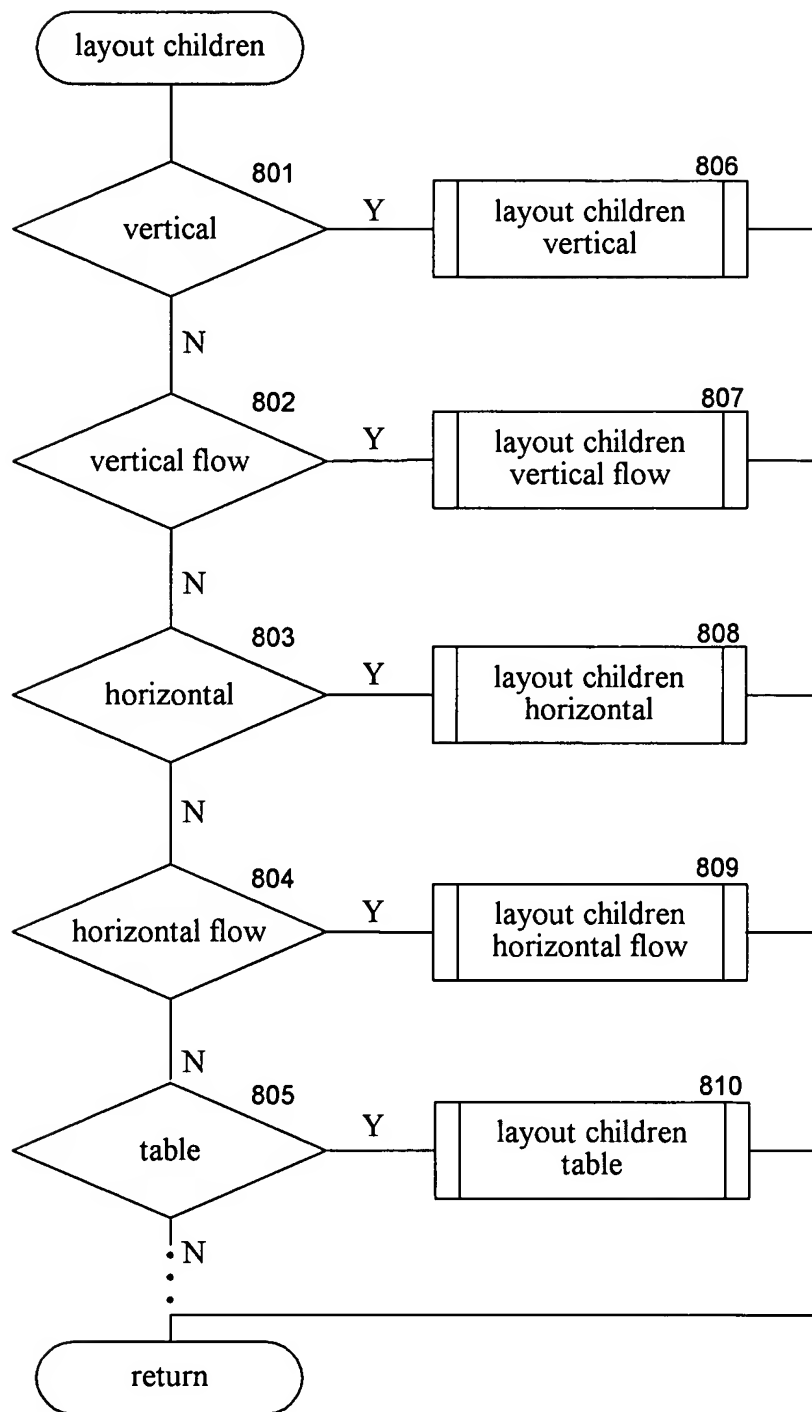 layout children
801
vertical
Y
806
layout children
vertical
N
802
vertical flow
Y
807
layout children
vertical flow
N
803
horizontal
Y
808
layout children
horizontal
N
804
horizontal flow
Y
809
layout children
horizontal flow
N
805
table
Y
810
layout children
table
N
return